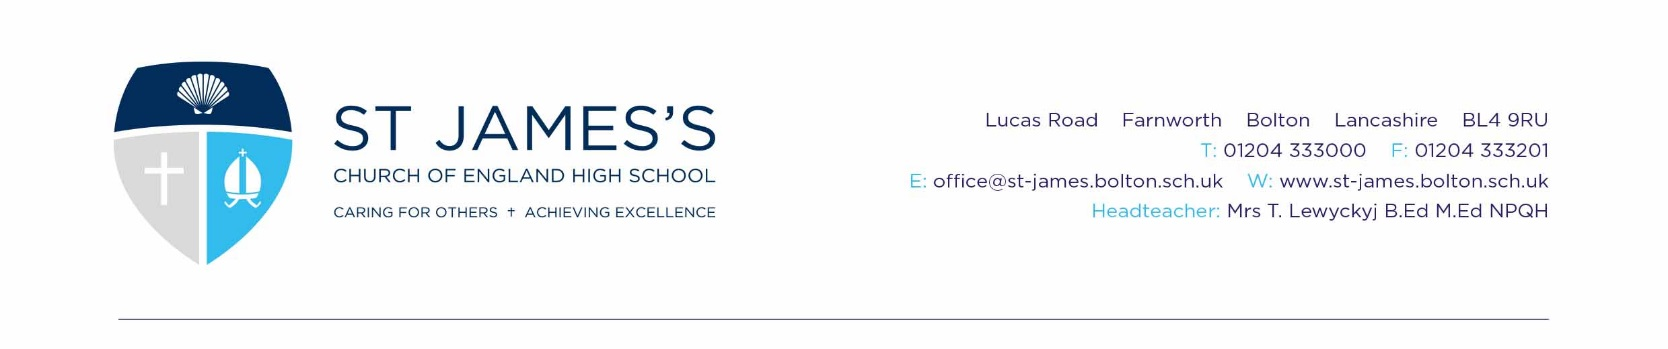 ST JAMES'S
CHURCH OF ENGLAND HIGH SCHOOL
CARING FOR OTHERS † ACHIEVING EXCELLENCE
Lucas Road Farnworth Bolton Lancashire BL4 9RU
T: 01204 333000 F: 01204 333201
E: office@st-james.bolton.sch.uk W: www.st-james.bolton.sch.uk
Headteacher: Mrs T. Lewyckyj B.Ed M.Ed NPQH